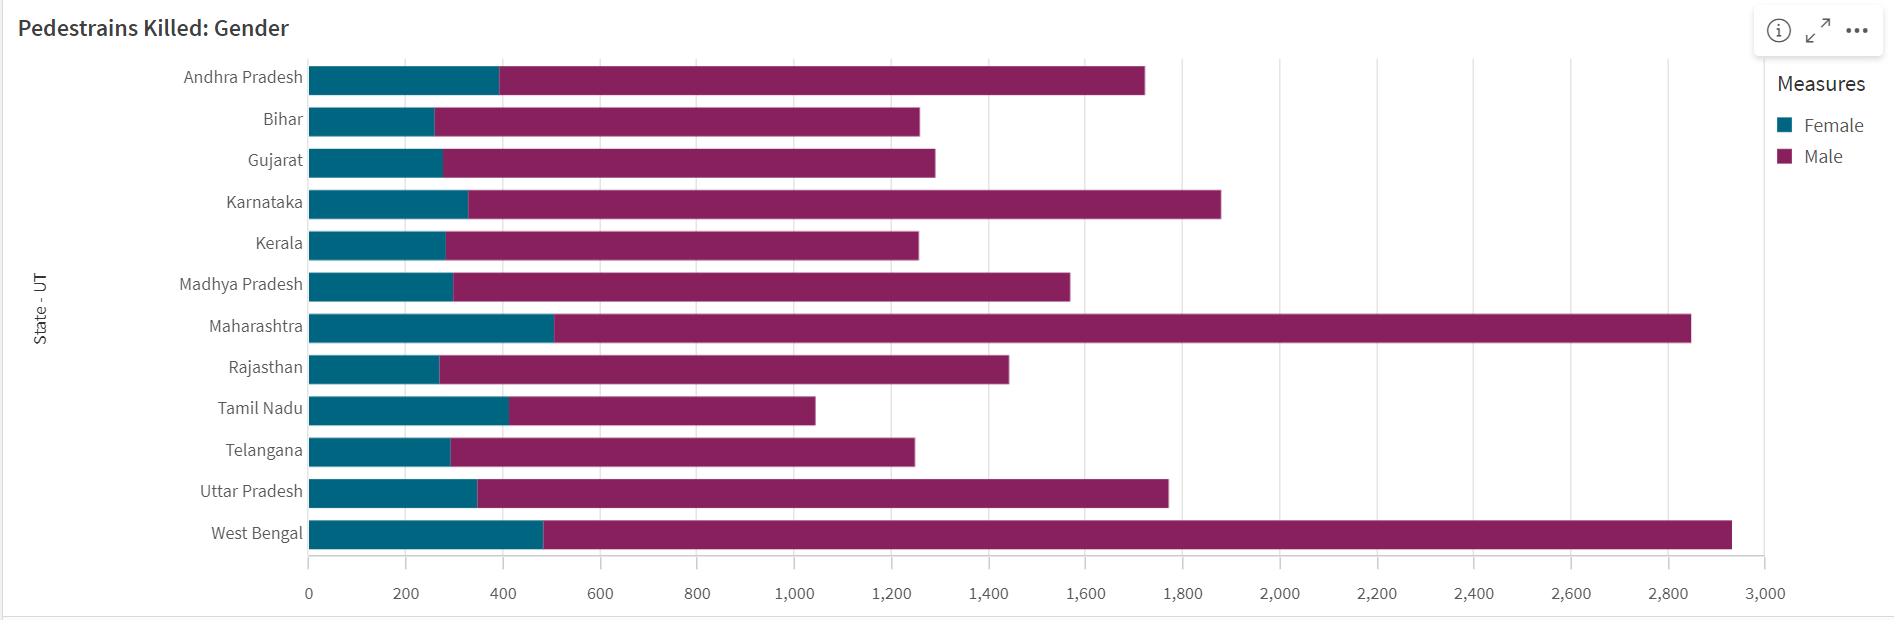 Pedestrains Killed: Gender
Measures
Female
Male
State - UT
Andhra Pradesh
Bihar
Gujarat
Karnataka
Kerala
Madhya Pradesh
Maharashtra
Rajasthan
Tamil Nadu
Telangana
Uttar Pradesh
West Bengal
0 200 400 600 800 1,000 1,200 1,400 1,600 1,800 2,000 2,200 2,400 2,600 2,800 3,000